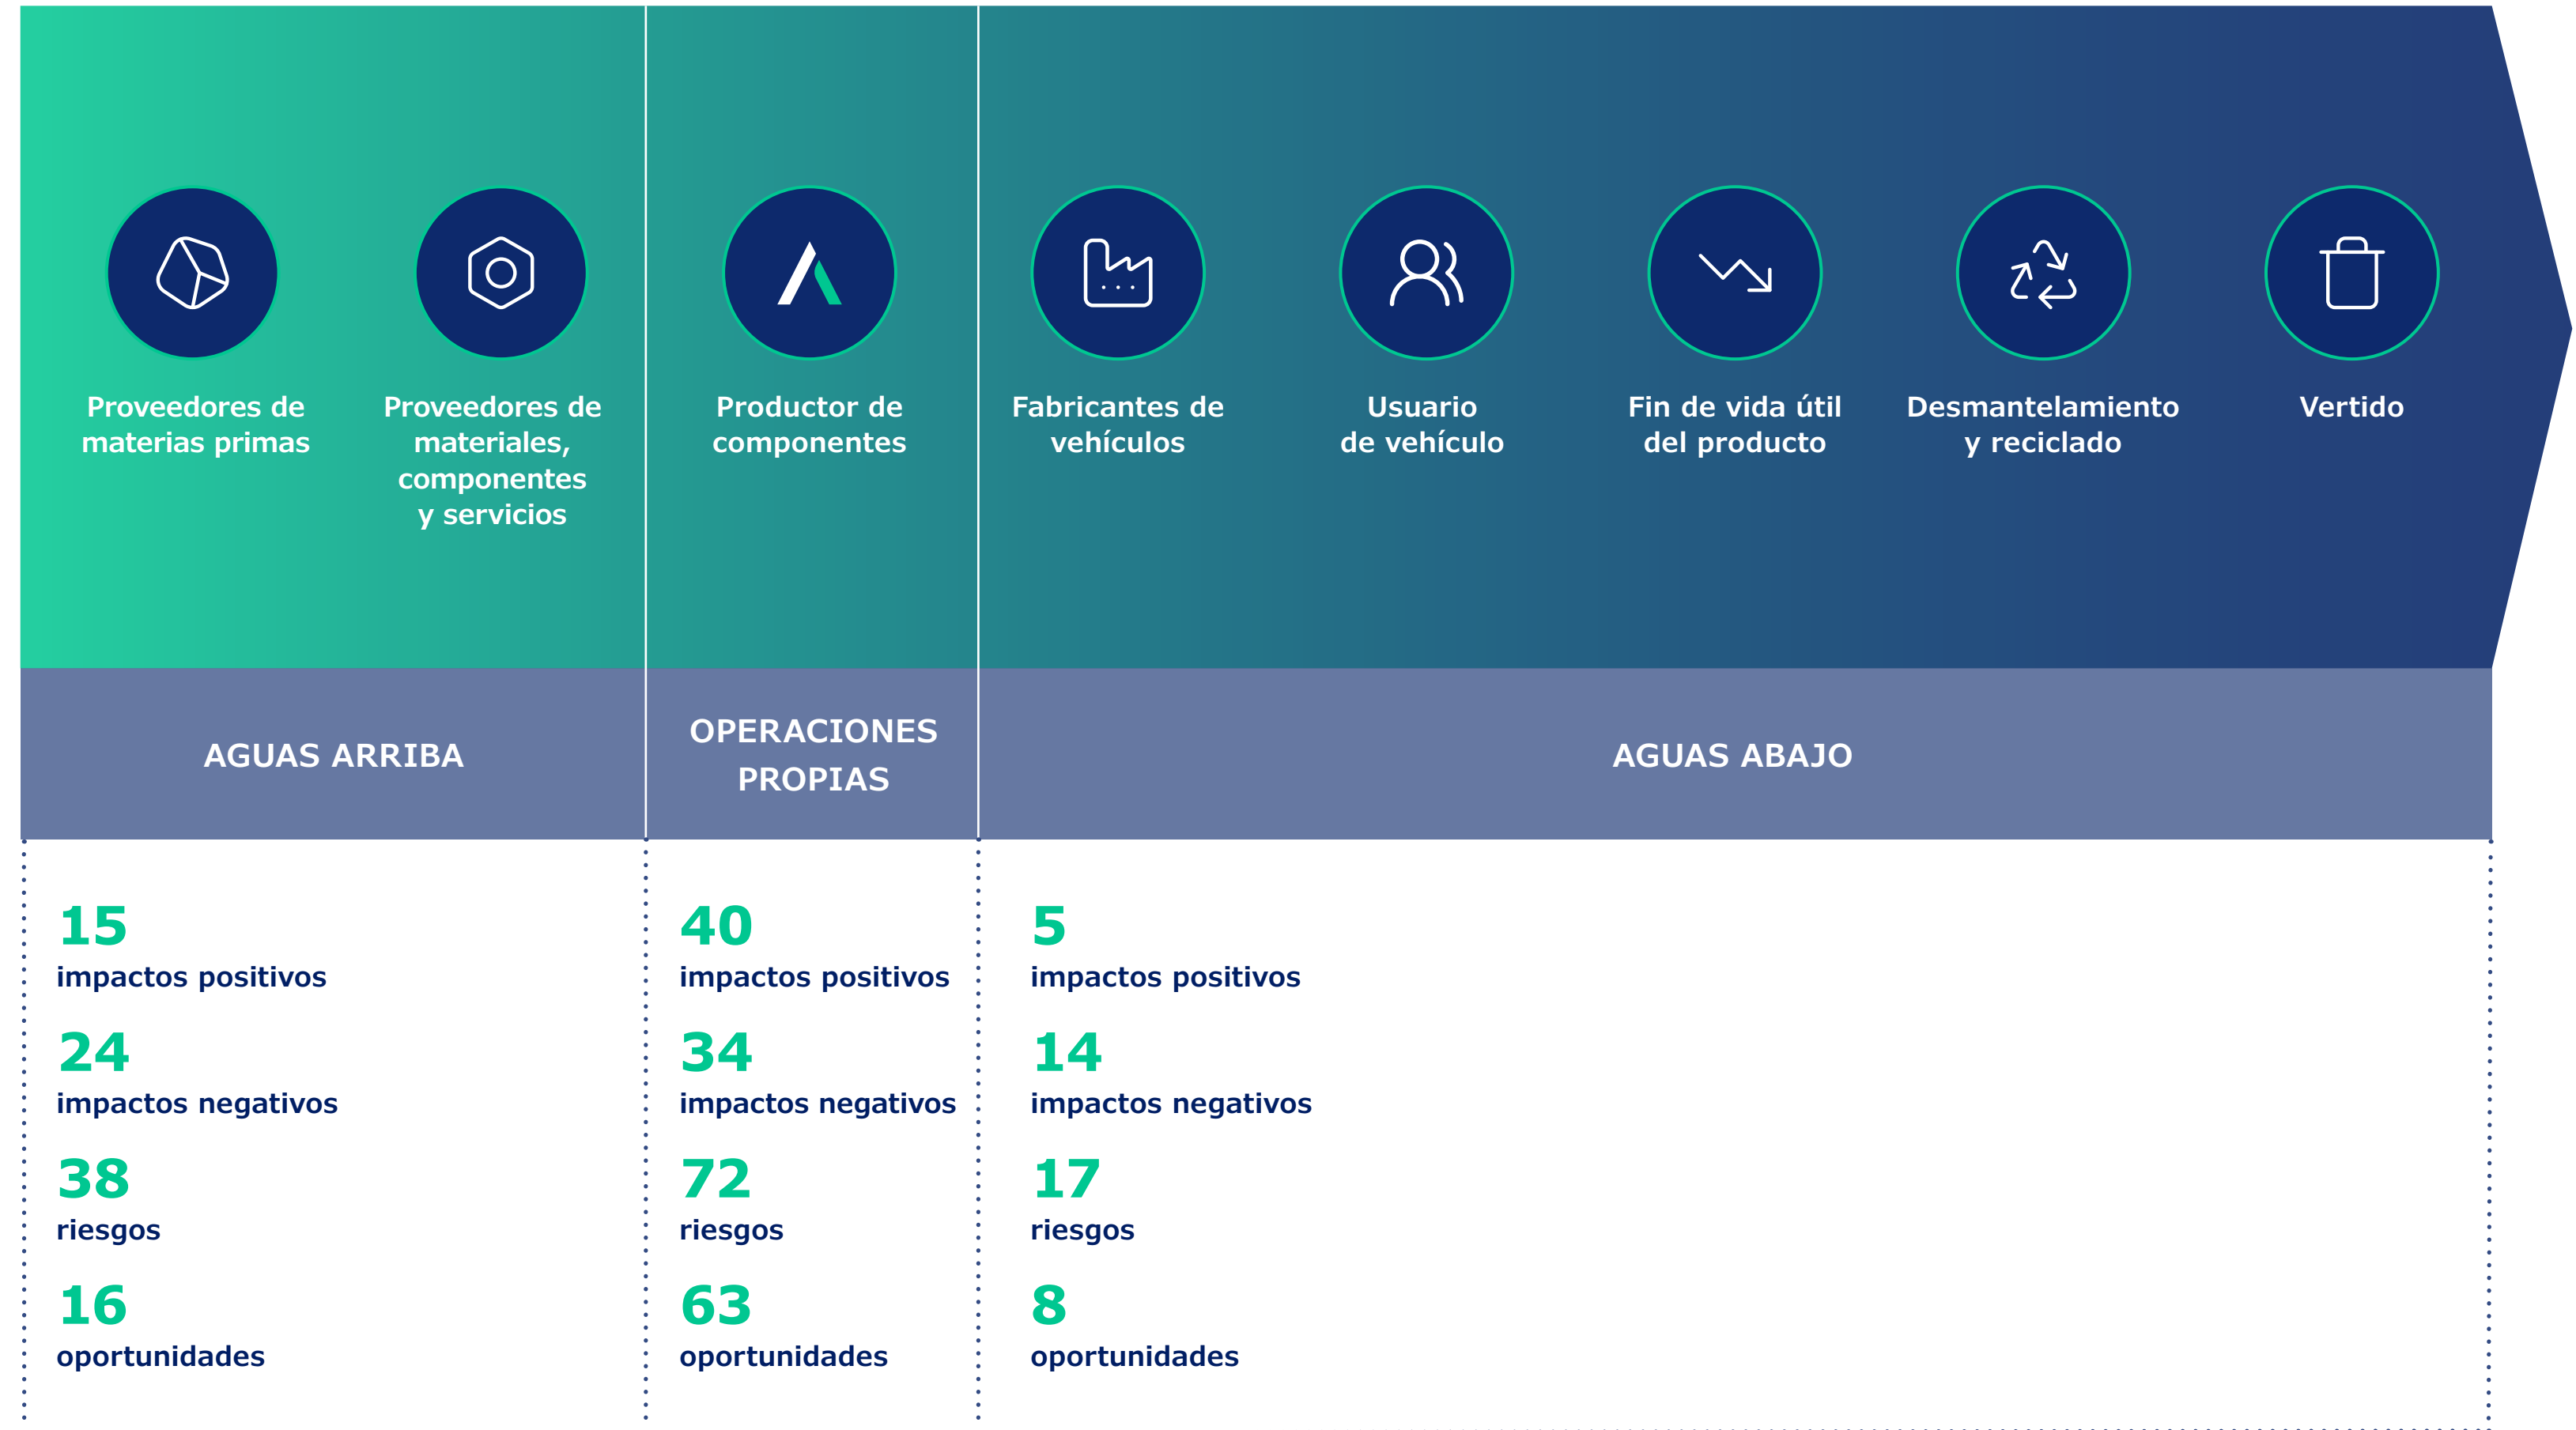 Proveedores de
materias primas
Proveedores de
materiales,
componentes
y servicios
Productor de
componentes
Fabricantes de
vehículos
Usuario
de vehículo
Fin de vida útil
del producto
Desmantelamiento
y reciclado
Vertido
AGUAS ARRIBA
OPERACIONES
PROPIAS
AGUAS ABAJO
15
impactos positivos
24
impactos negativos
38
riesgos
16
oportunidades
40
impactos positivos
34
impactos negativos
72
riesgos
63
oportunidades
5
impactos positivos
14
impactos negativos
17
riesgos
8
oportunidades